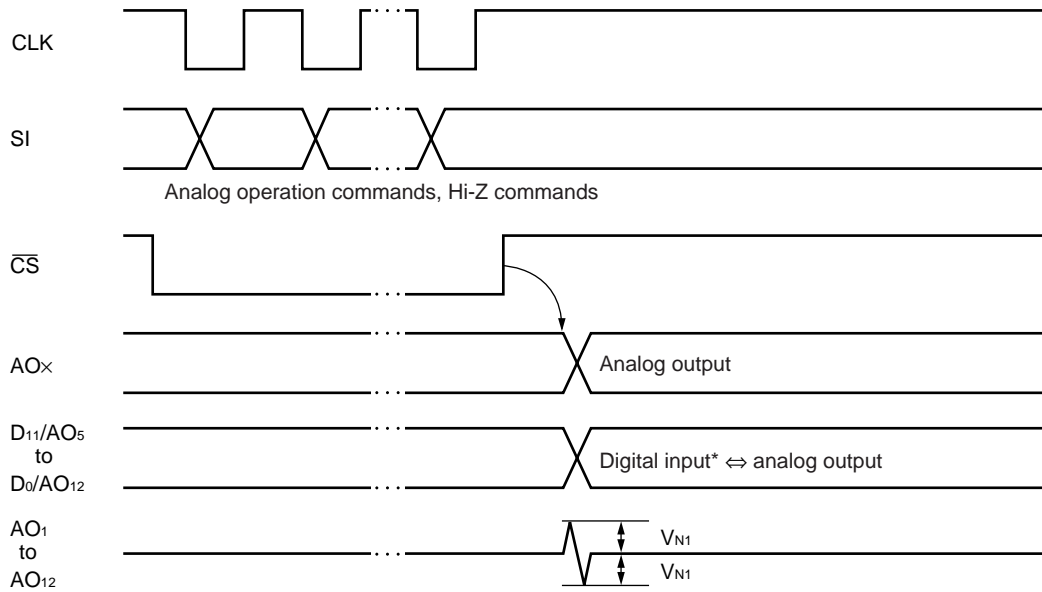 CLK
SI
Analog operation commands, Hi-Z commands
CS
AO×
Analog output
D11/AO5
to
D0/AO12
Digital input* ⇔ analog output
AO1
to
AO12
VN1
VN1